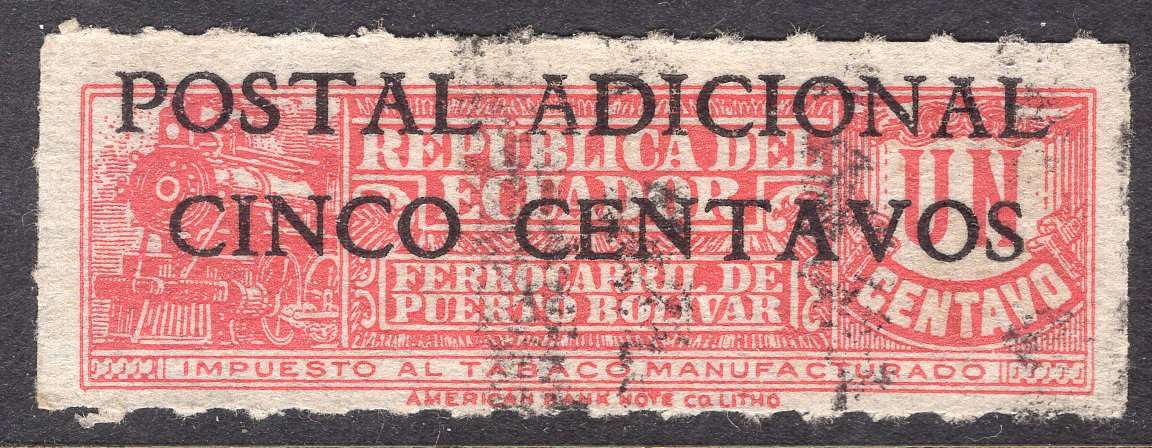 POSTAL ADICIONAL
REPUBLICA DEL
ECUADOR
CINCO CENTAVOS
FERROCARRIL DE
PUERTO BOLIVAR
UN
CENTAVO
IMPUESTO AL TABACO MANUFACTURADO
AMERICAN BANK NOTE CO. LITHO